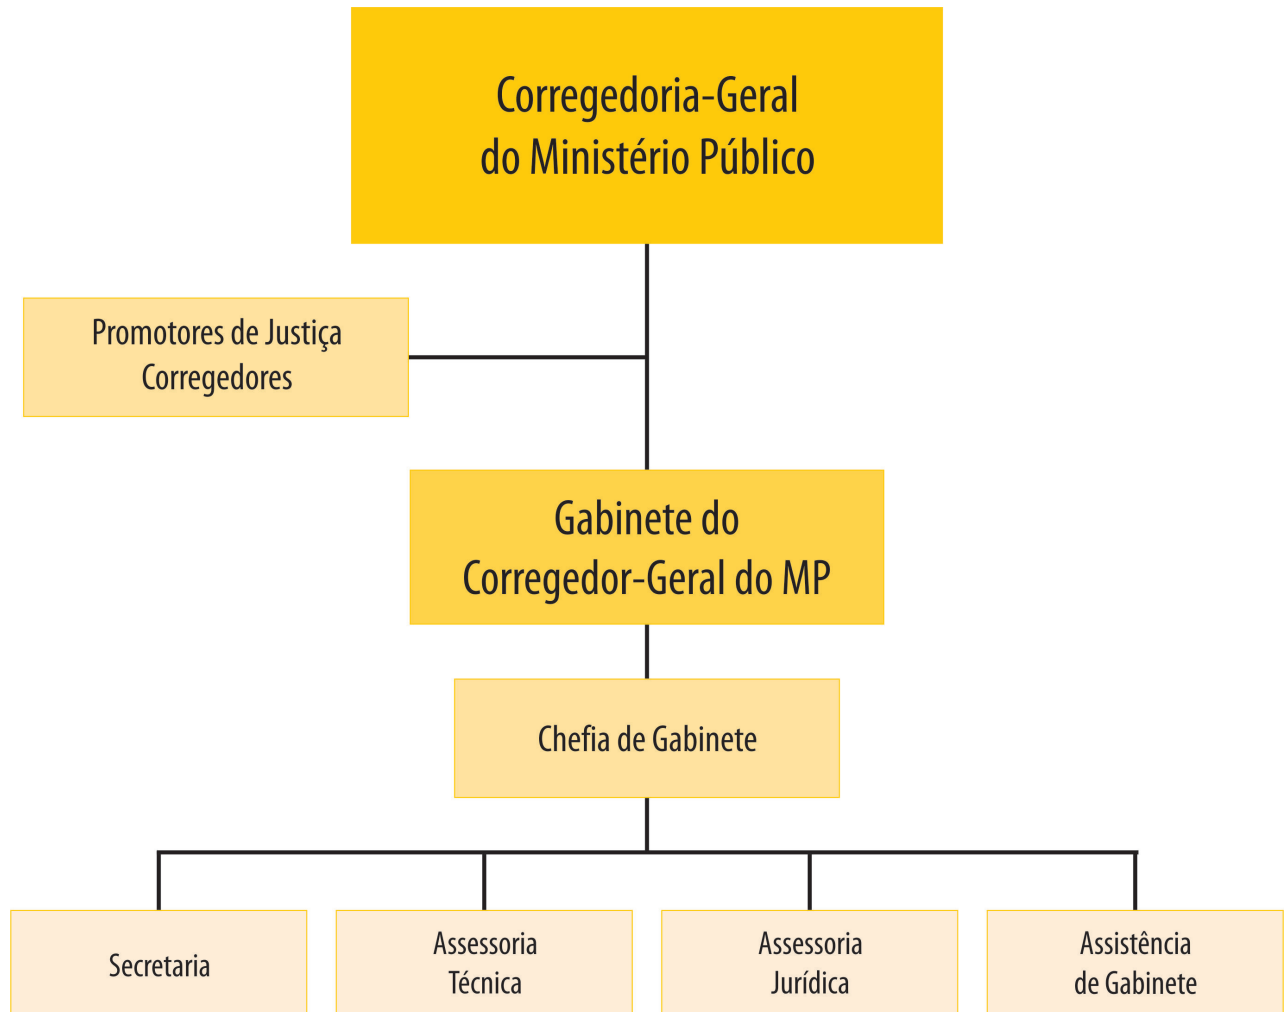 Corregedoria-Geral
do Ministério Público
Promotores de Justiça
Corregedores
Gabinete do
Corregedor-Geral do MP
Chefia de Gabinete
Secretaria
Assessoria
Técnica
Assessoria
Jurídica
Assistência
de Gabinete